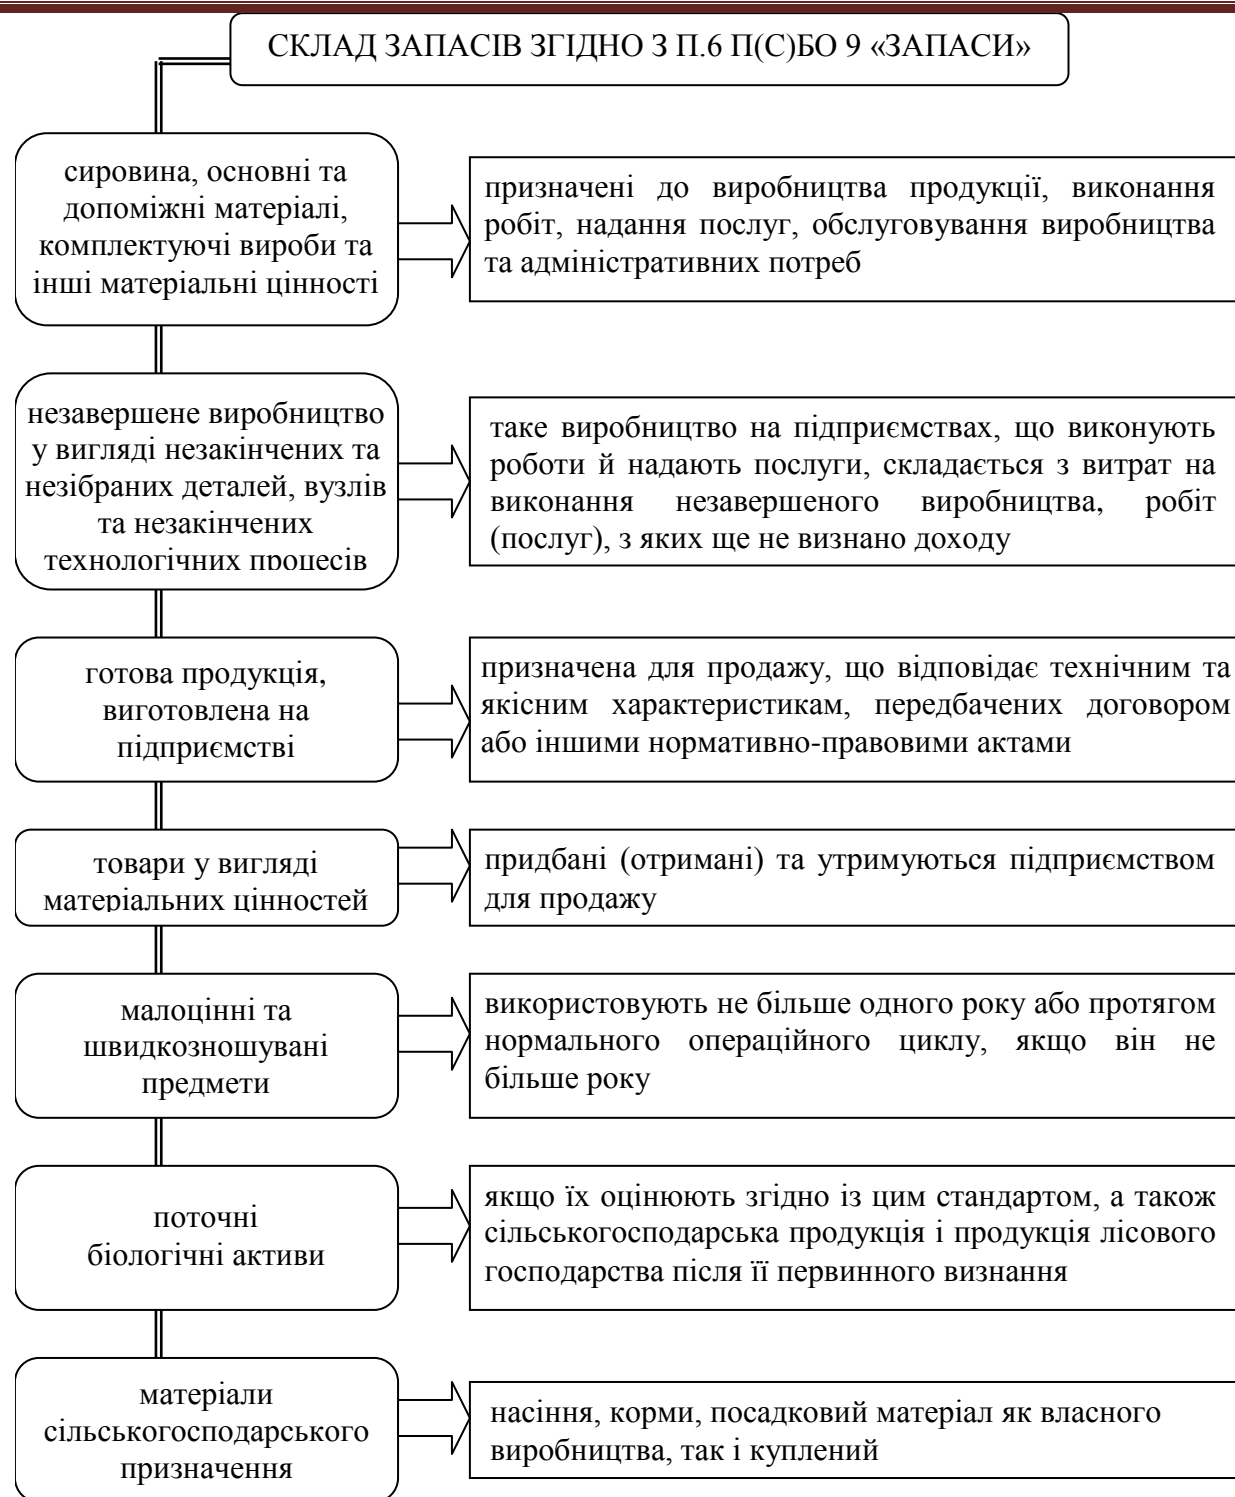 СКЛАД ЗАПАСІВ ЗГІДНО З П.6 П(С)БО 9 «ЗАПАСИ»
сировина, основні та
допоміжні матеріалі,
комплектуючі вироби та
інші матеріальні цінності
призначені до виробництва продукції, виконання
робіт, надання послуг, обслуговування виробництва
та адміністративних потреб
незавершене виробництво
у вигляді незакінчених та
незібраних деталей, вузлів
та незакінчених
технологічних процесів
таке виробництво на підприємствах, що виконують
роботи й надають послуги, складається з витрат на
виконання незавершеного виробництва, робіт
(послуг), з яких ще не визнано доходу
готова продукція,
виготовлена на
підприємстві
призначена для продажу, що відповідає технічним та
якісним характеристикам, передбачених договором
або іншими нормативно-правовими актами
товари у вигляді
матеріальних цінностей
придбані (отримані) та утримуються підприємством
для продажу
малоцінні та
швидкозношувані
предмети
використовують не більше одного року або протягом
нормального операційного циклу, якщо він не
більше року
поточні
біологічні активи
якщо їх оцінюють згідно із цим стандартом, а також
сільськогосподарська продукція і продукція лісового
господарства після її первинного визнання
матеріали
сільськогосподарського
призначення
насіння, корми, посадковий матеріал як власного
виробництва, так і куплений